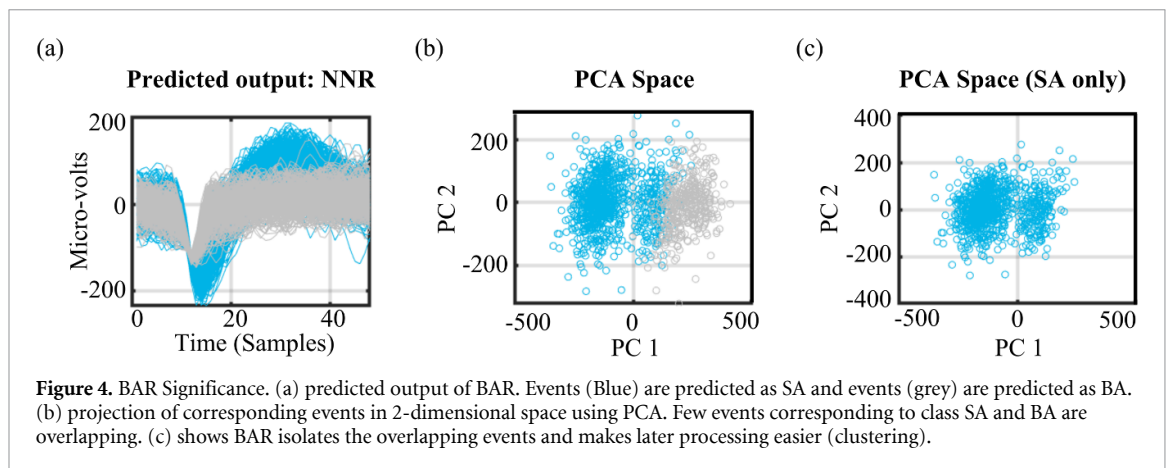 (a)
Predicted output: NNR
Micro-volts
200
0
-200
0
20
40
Time (Samples)
(b)
PCA Space
PC 2
200
0
-200
-500
0
500
PC 1
(c)
PCA Space (SA only)
PC 2
400
200
0
-200
-400
-500
0
500
PC 1
Figure 4. BAR Significance. (a) predicted output of BAR. Events (Blue) are predicted as SA and events (grey) are predicted as BA.
(b) projection of corresponding events in 2-dimensional space using PCA. Few events corresponding to class SA and BA are
overlapping. (c) shows BAR isolates the overlapping events and makes later processing easier (clustering).